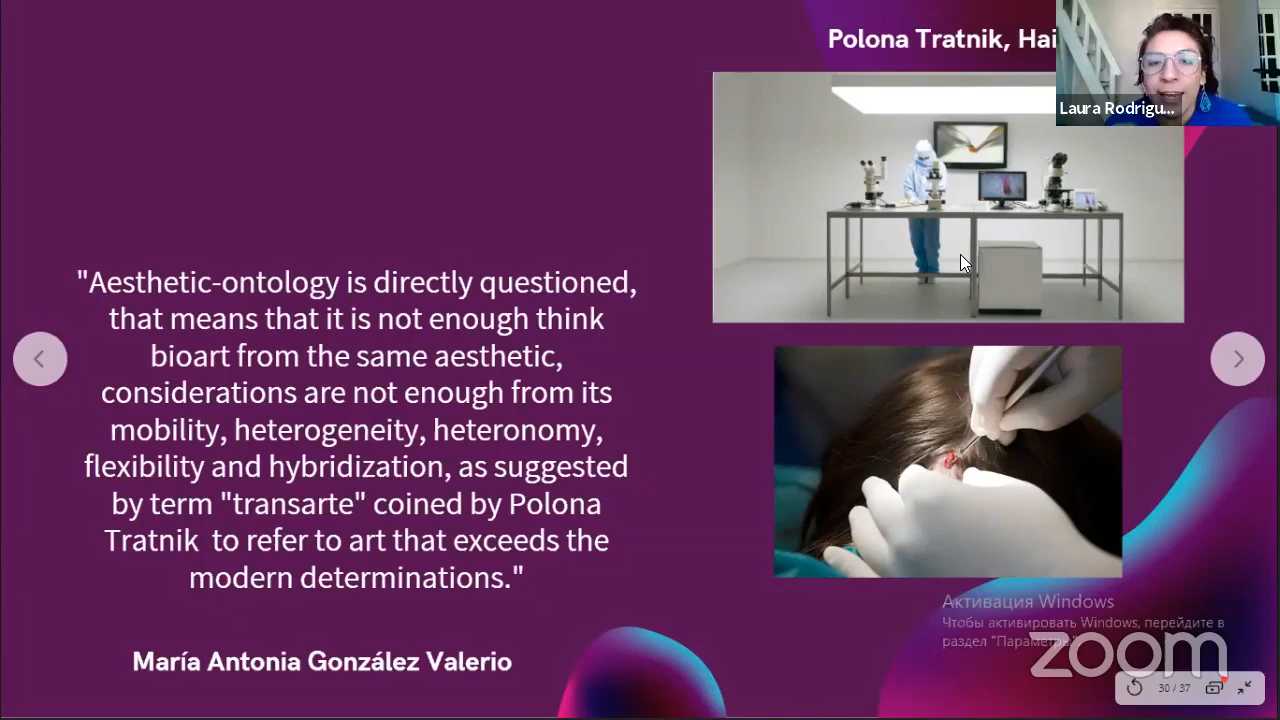 Polona Tratnik, Hai
Laura Rodrigu...
"Aesthetic-ontology is directly questioned,
that means that it is not enough think
bioart from the same aesthetic,
considerations are not enough from its
mobility, heterogeneity, heteronomy,
flexibility and hybridization, as suggested
by term "transarte" coined by Polona
Tratnik to refer to art that exceeds the
modern determinations."
María Antonia González Valerio
Активация Windows
Чтобы активировать Windows, перейдите в
раздел "Параметры"
zoom
30 / 37